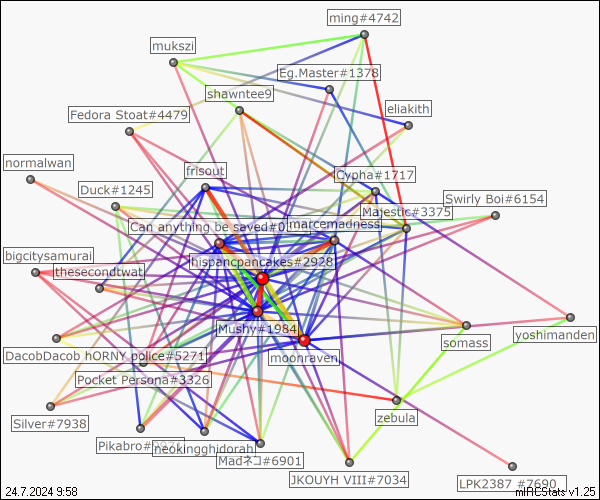 ming#4742
mukszi
Eg.Master#1378
shawntee9
eliakith
Fedora Stoat#4479
normalwan
frisout
Cypha#1717
Duck#1245
Swirly Boi#6154
Majestic#3375
Can anything be saved#0
marcemadness
bigcitysamurai
hispancpancakes#2928
thesecondtwat
Mushy#1984
yoshimanden
somass
DacobDacob hORNY police#5271
moonraven
Pocket Persona#3326
zebula
Silver#7938
Pikabro
neokingghidorah
Madネコ#6901
JKOUYH VIII#7034
LPK2387 #7690
24.7.2024 9:58
mIRCStats v1.25